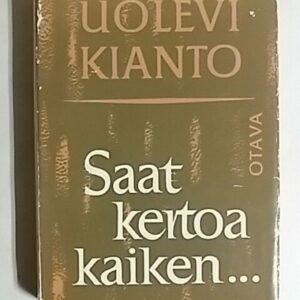 UOLEVI
KIANTO
OTAVA
Saat
kertoa
kaiken...